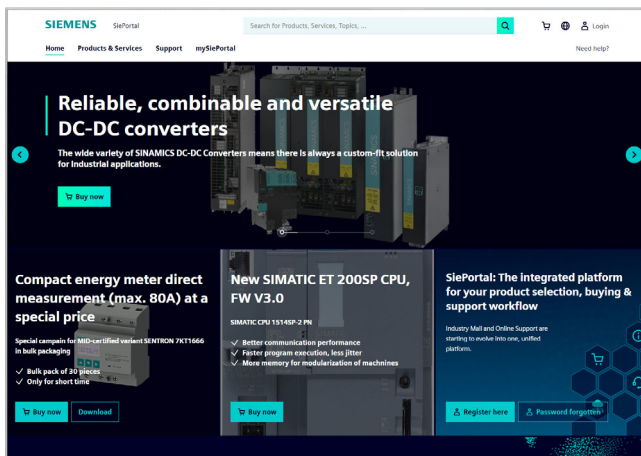 SIEMENS SiePortal
Search for Products, Services, Topics, ...
Login
Home Products & Services Support mySiePortal
Need help?
Reliable, combinable and versatile
DC-DC converters
The wide variety of SINAMICS DC-DC Converters means there is always a custom-fit solution
for industrial applications.
Buy now
Compact energy meter direct
measurement (max. 80A) at a
special price
Special campain for MID-certified variant SENTRON 7KT1666
in bulk packaging
Bulk pack of 30 pieces
Only for short time
Buy now Download
New SIMATIC ET 200SP CPU,
FW V3.0
SIMATIC CPU 1514SP-2 PN
Better communication performance
Faster program execution, less jitter
More memory for modularization of machines
Buy now
SiePortal: The integrated platform
for your product selection, buying &
support workflow
Industry Mall and Online Support are
starting to evolve into one, unified
platform.
Register here Password forgotten